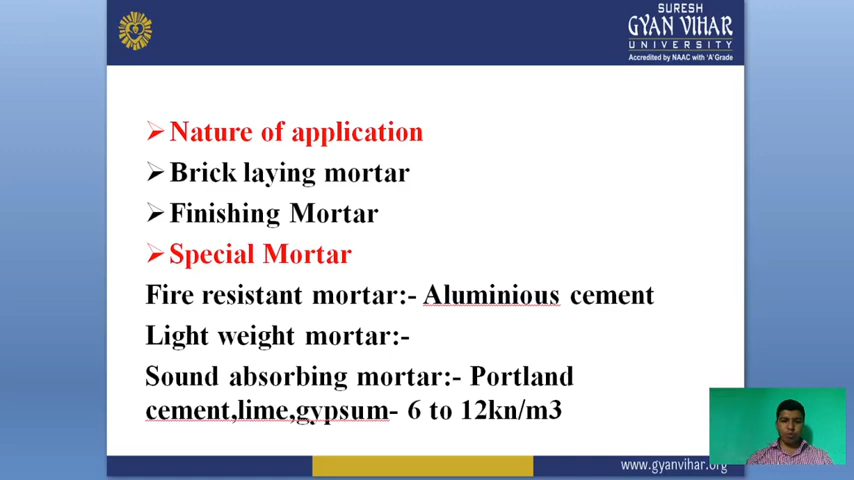 SURESH
GYAN VIHAR
UNIVERSITY
Accredited by NAAC with 'A' Grade
Nature of application
Brick laying mortar
Finishing Mortar
Special Mortar
Fire resistant mortar:- Aluminious cement
Light weight mortar:-
Sound absorbing mortar:- Portland
cement,lime,gypsum- 6 to 12kn/m3
www.gyanvihar.org